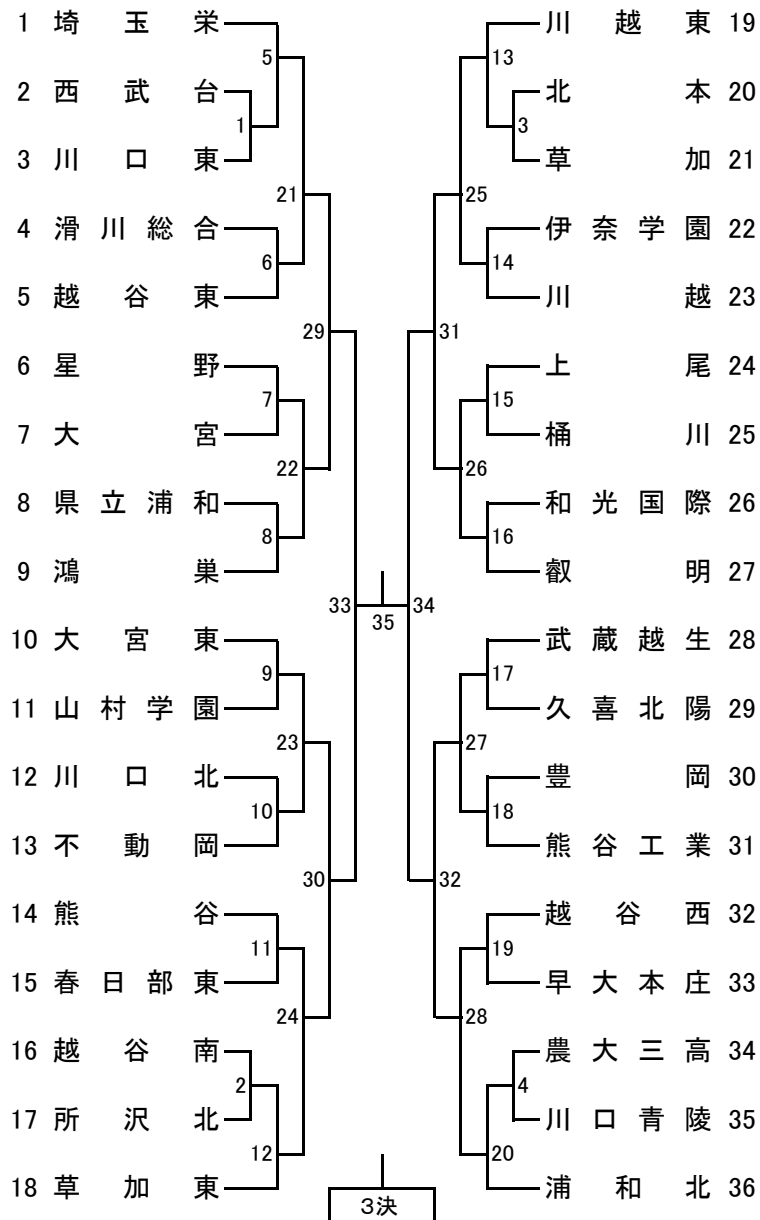 1 埼玉栄
2 西武台
3 川口東
4 滑川総合
5 越谷東
6 星野
7 大宮
8 県立浦和
9 鴻巣
10 大宮東
11 山村学園
12 川口北
13 不動岡
14 熊谷
15 春日部東
16 越谷南
17 所沢北
18 草加東
5
1
21
6
29
7
22
8
33
9
23
10
30
11
24
2
12
35
3決
13
3
25
14
31
15
26
16
34
17
27
18
32
19
28
4
20
川越東 19
北本 20
草加 21
伊奈学園 22
川越 23
上尾 24
桶川 25
和光国際 26
叡明 27
武蔵越生 28
久喜北陽 29
豊岡 30
熊谷工業 31
越谷西 32
早大本庄 33
農大三高 34
川口青陵 35
浦和北 36